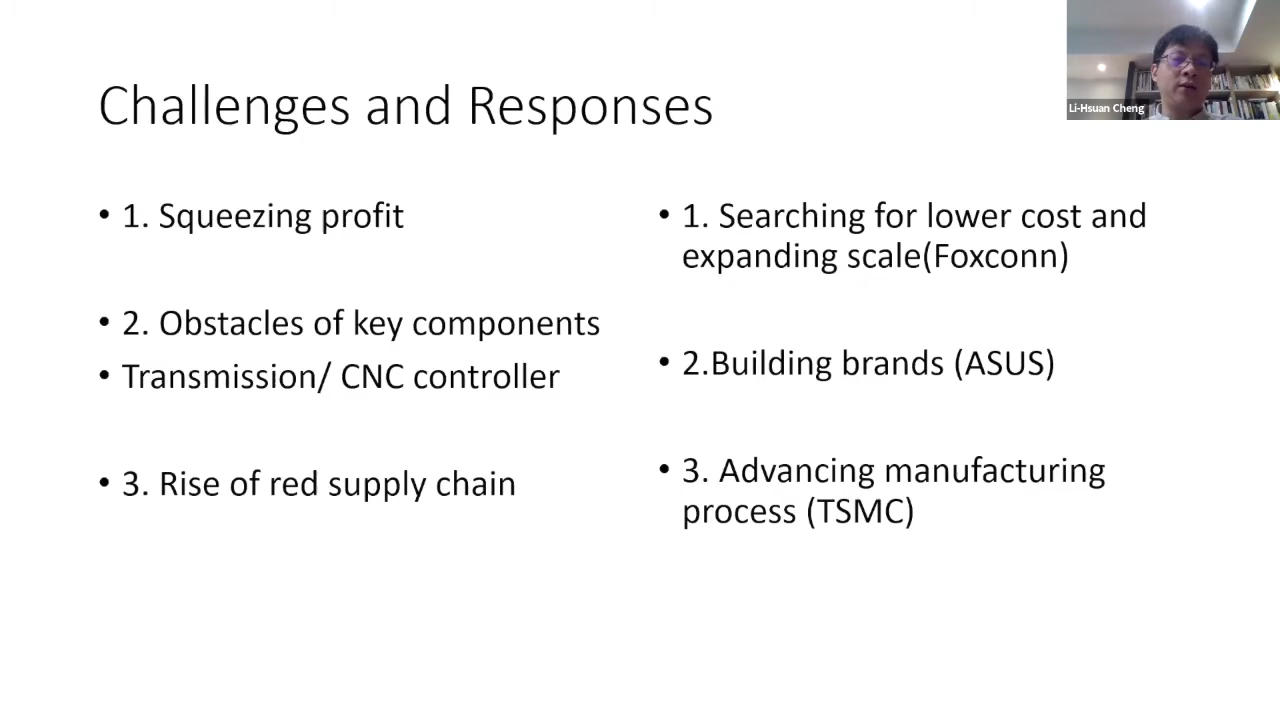 Challenges and Responses
• 1. Squeezing profit
• 2. Obstacles of key components
• Transmission/ CNC controller
• 3. Rise of red supply chain
• 1. Searching for lower cost and
expanding scale(Foxconn)
• 2.Building brands (ASUS)
• 3. Advancing manufacturing
process (TSMC)
Li-Hsuan Cheng